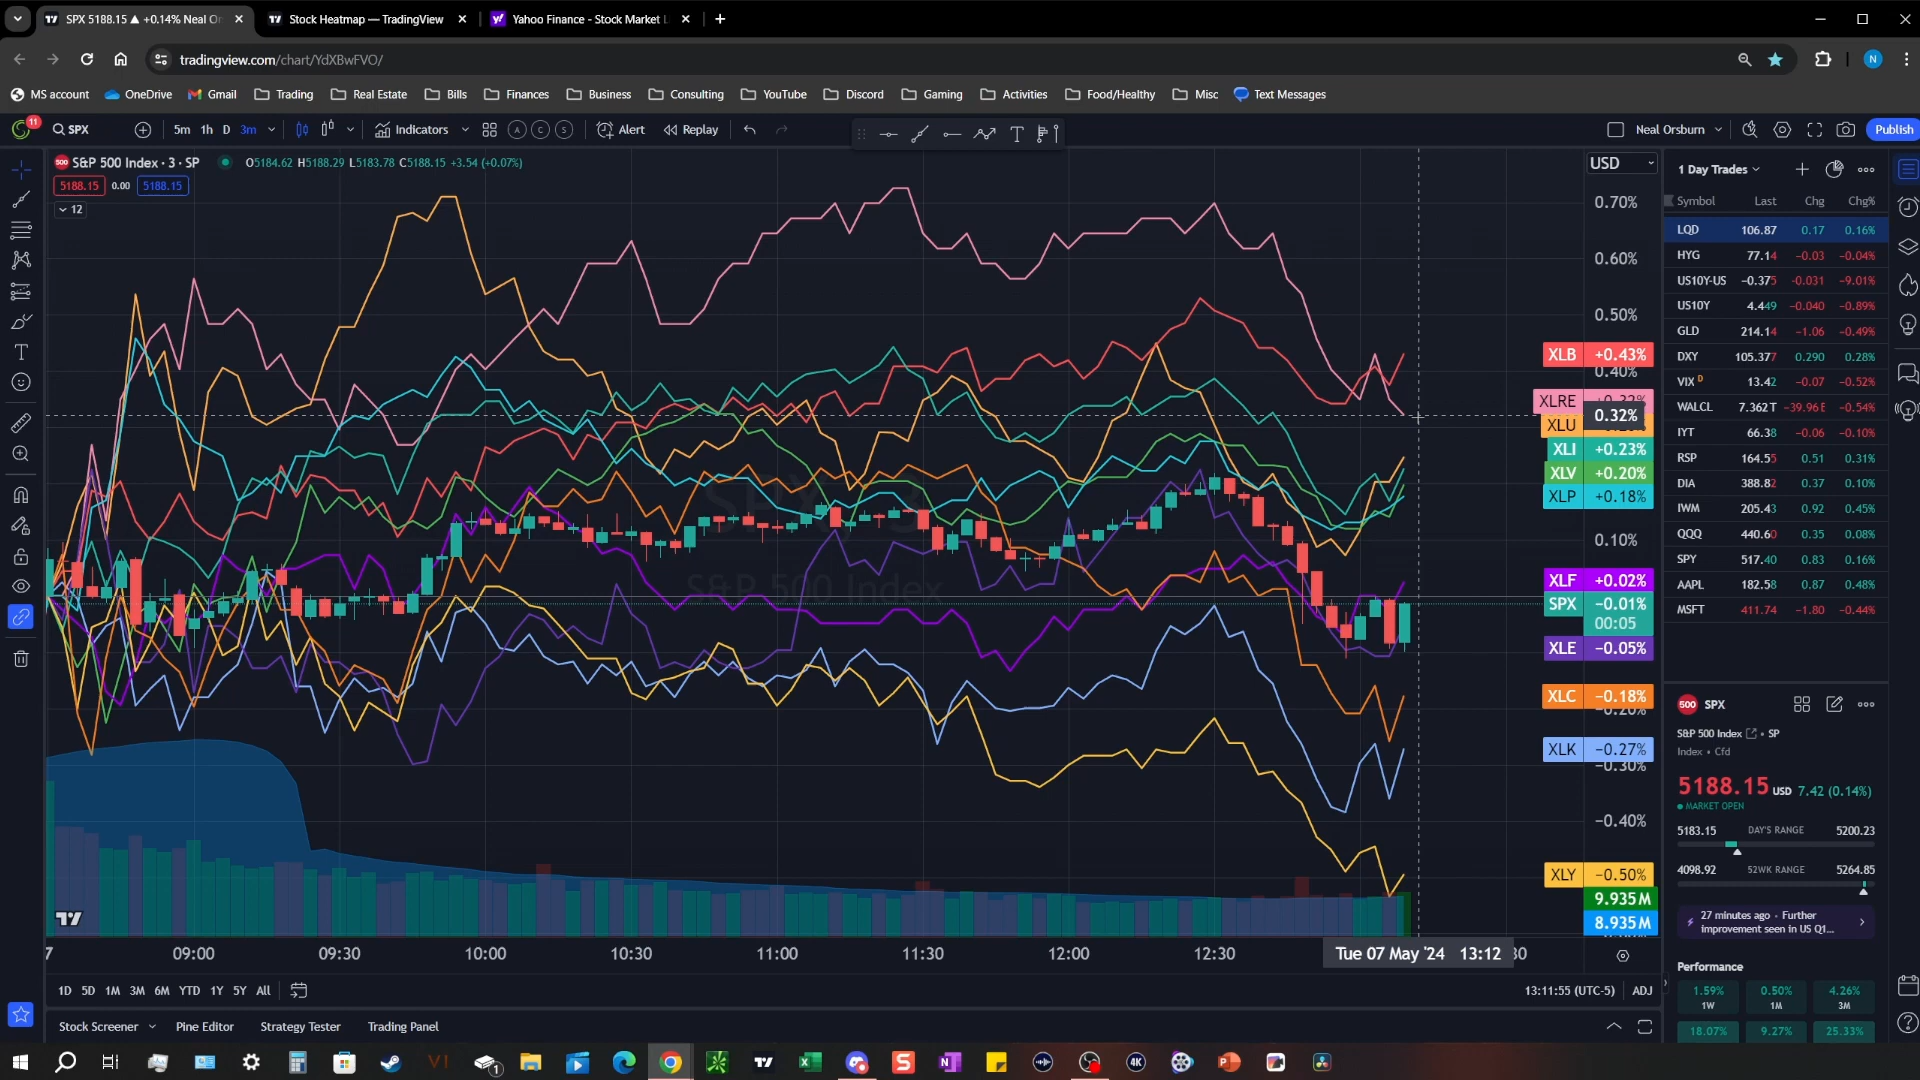 SPX 5188.15 ▲ +0.14% Neal Or
Stock Heatmap — TradingView
Yahoo Finance - Stock Market L
tradingview.com/chart/YdXBwFVO/
MS account OneDrive Gmail Trading Real Estate Bills Finances Business Consulting YouTube Discord Gaming Activities Food/Healthy Misc Text Messages
11 SPX 5m 1h D 3m Indicators A C S Alert Replay Neal Orsburn Publish
500 S&P 500 Index · 3 · SP O5184.62 H5188.29 L5183.78 C5188.15 +3.54 (+0.07%)
5188.15 0.00 5188.15
12
USD
0.70%
0.60%
0.50%
XLB +0.43%
0.40%
XLRE
0.32%
XLU
XLI +0.23%
XLV +0.20%
XLP +0.18%
0.10%
XLF +0.02%
SPX −0.01%
00:05
XLE −0.05%
XLC −0.18%
XLK −0.27%
−0.30%
−0.40%
XLY −0.50%
9.935M
8.935M
S&P 500 Index
7 09:00 09:30 10:00 10:30 11:00 11:30 12:00 12:30 Tue 07 May '24 13:12
1D 5D 1M 3M 6M YTD 1Y 5Y All 13:11:55 (UTC-5) ADJ
Stock Screener Pine Editor Strategy Tester Trading Panel
1 Day Trades
Symbol Last Chg Chg%
LQD 106.87 0.17 0.16%
HYG 77.14 −0.03 −0.04%
US10Y-US −0.375 −0.031 −9.01%
US10Y 4.449 −0.040 −0.89%
GLD 214.14 −1.06 −0.49%
DXY 105.377 0.290 0.28%
VIX D 13.42 −0.07 −0.52%
WALCL 7.362T −39.96E −0.54%
IYT 66.38 −0.06 −0.10%
RSP 164.55 0.51 0.31%
DIA 388.82 0.37 0.10%
IWM 205.43 0.92 0.45%
QQQ 440.60 0.35 0.08%
SPY 517.40 0.83 0.16%
AAPL 182.58 0.87 0.48%
MSFT 411.74 −1.80 −0.44%
500 SPX
S&P 500 Index • SP
Index • Cfd
5188.15 USD 7.42 (0.14%)
MARKET OPEN
5183.15 DAY'S RANGE 5200.23
4098.92 52WK RANGE 5264.85
27 minutes ago · Further
improvement seen in US Q1...
Performance
1.59% 0.50% 4.26%
1W 1M 3M
18.07% 9.27% 25.33%